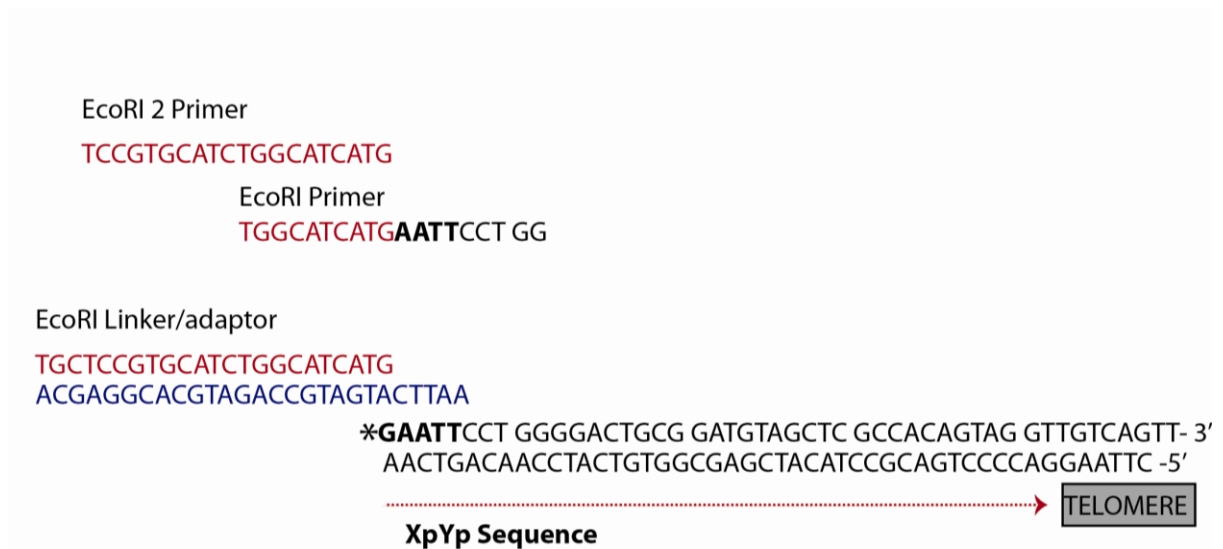 EcoRI 2 Primer
TCCGTGCATCTGGCATCATG
EcoRI Primer
TGGCATCATGAATTCCT GG
EcoRI Linker/adaptor
TGCTCCGTGCATCTGGCATCATG
ACGAGGCACGTAGACCGTAGTACTTAA
*GAATTCCT GGGGACTGCG GATGTAGCTC GCCACAGTAG GTTGTCAGTT- 3’
AACTGACAACCTACTGTGGCGAGCTACATCCGCAGTCCCCAGGAATTC -5’
TELOMERE
XpYp Sequence